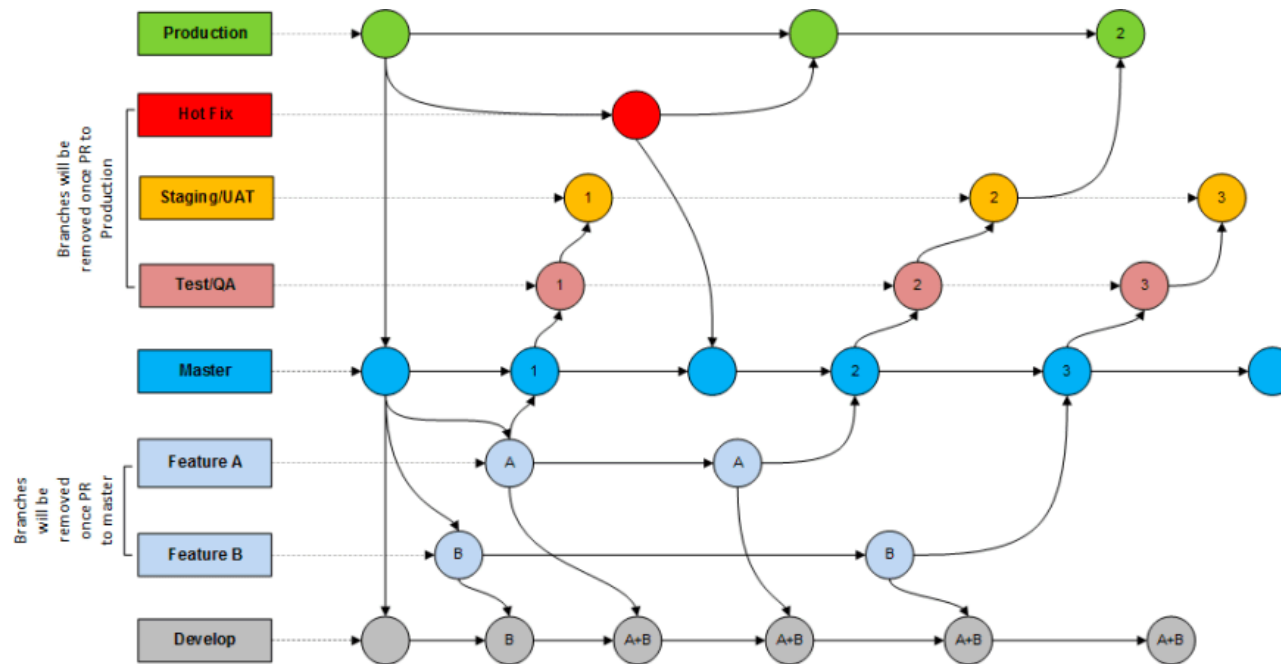 Production
2
Hot Fix
Branches will be
removed once PR to
Production
Staging/UAT
1
2
3
Test/QA
1
2
3
Master
1
2
3
Feature A
A
A
Branches
will be
removed
once PR
to master
Feature B
B
B
Develop
B
A+B
A+B
A+B
A+B